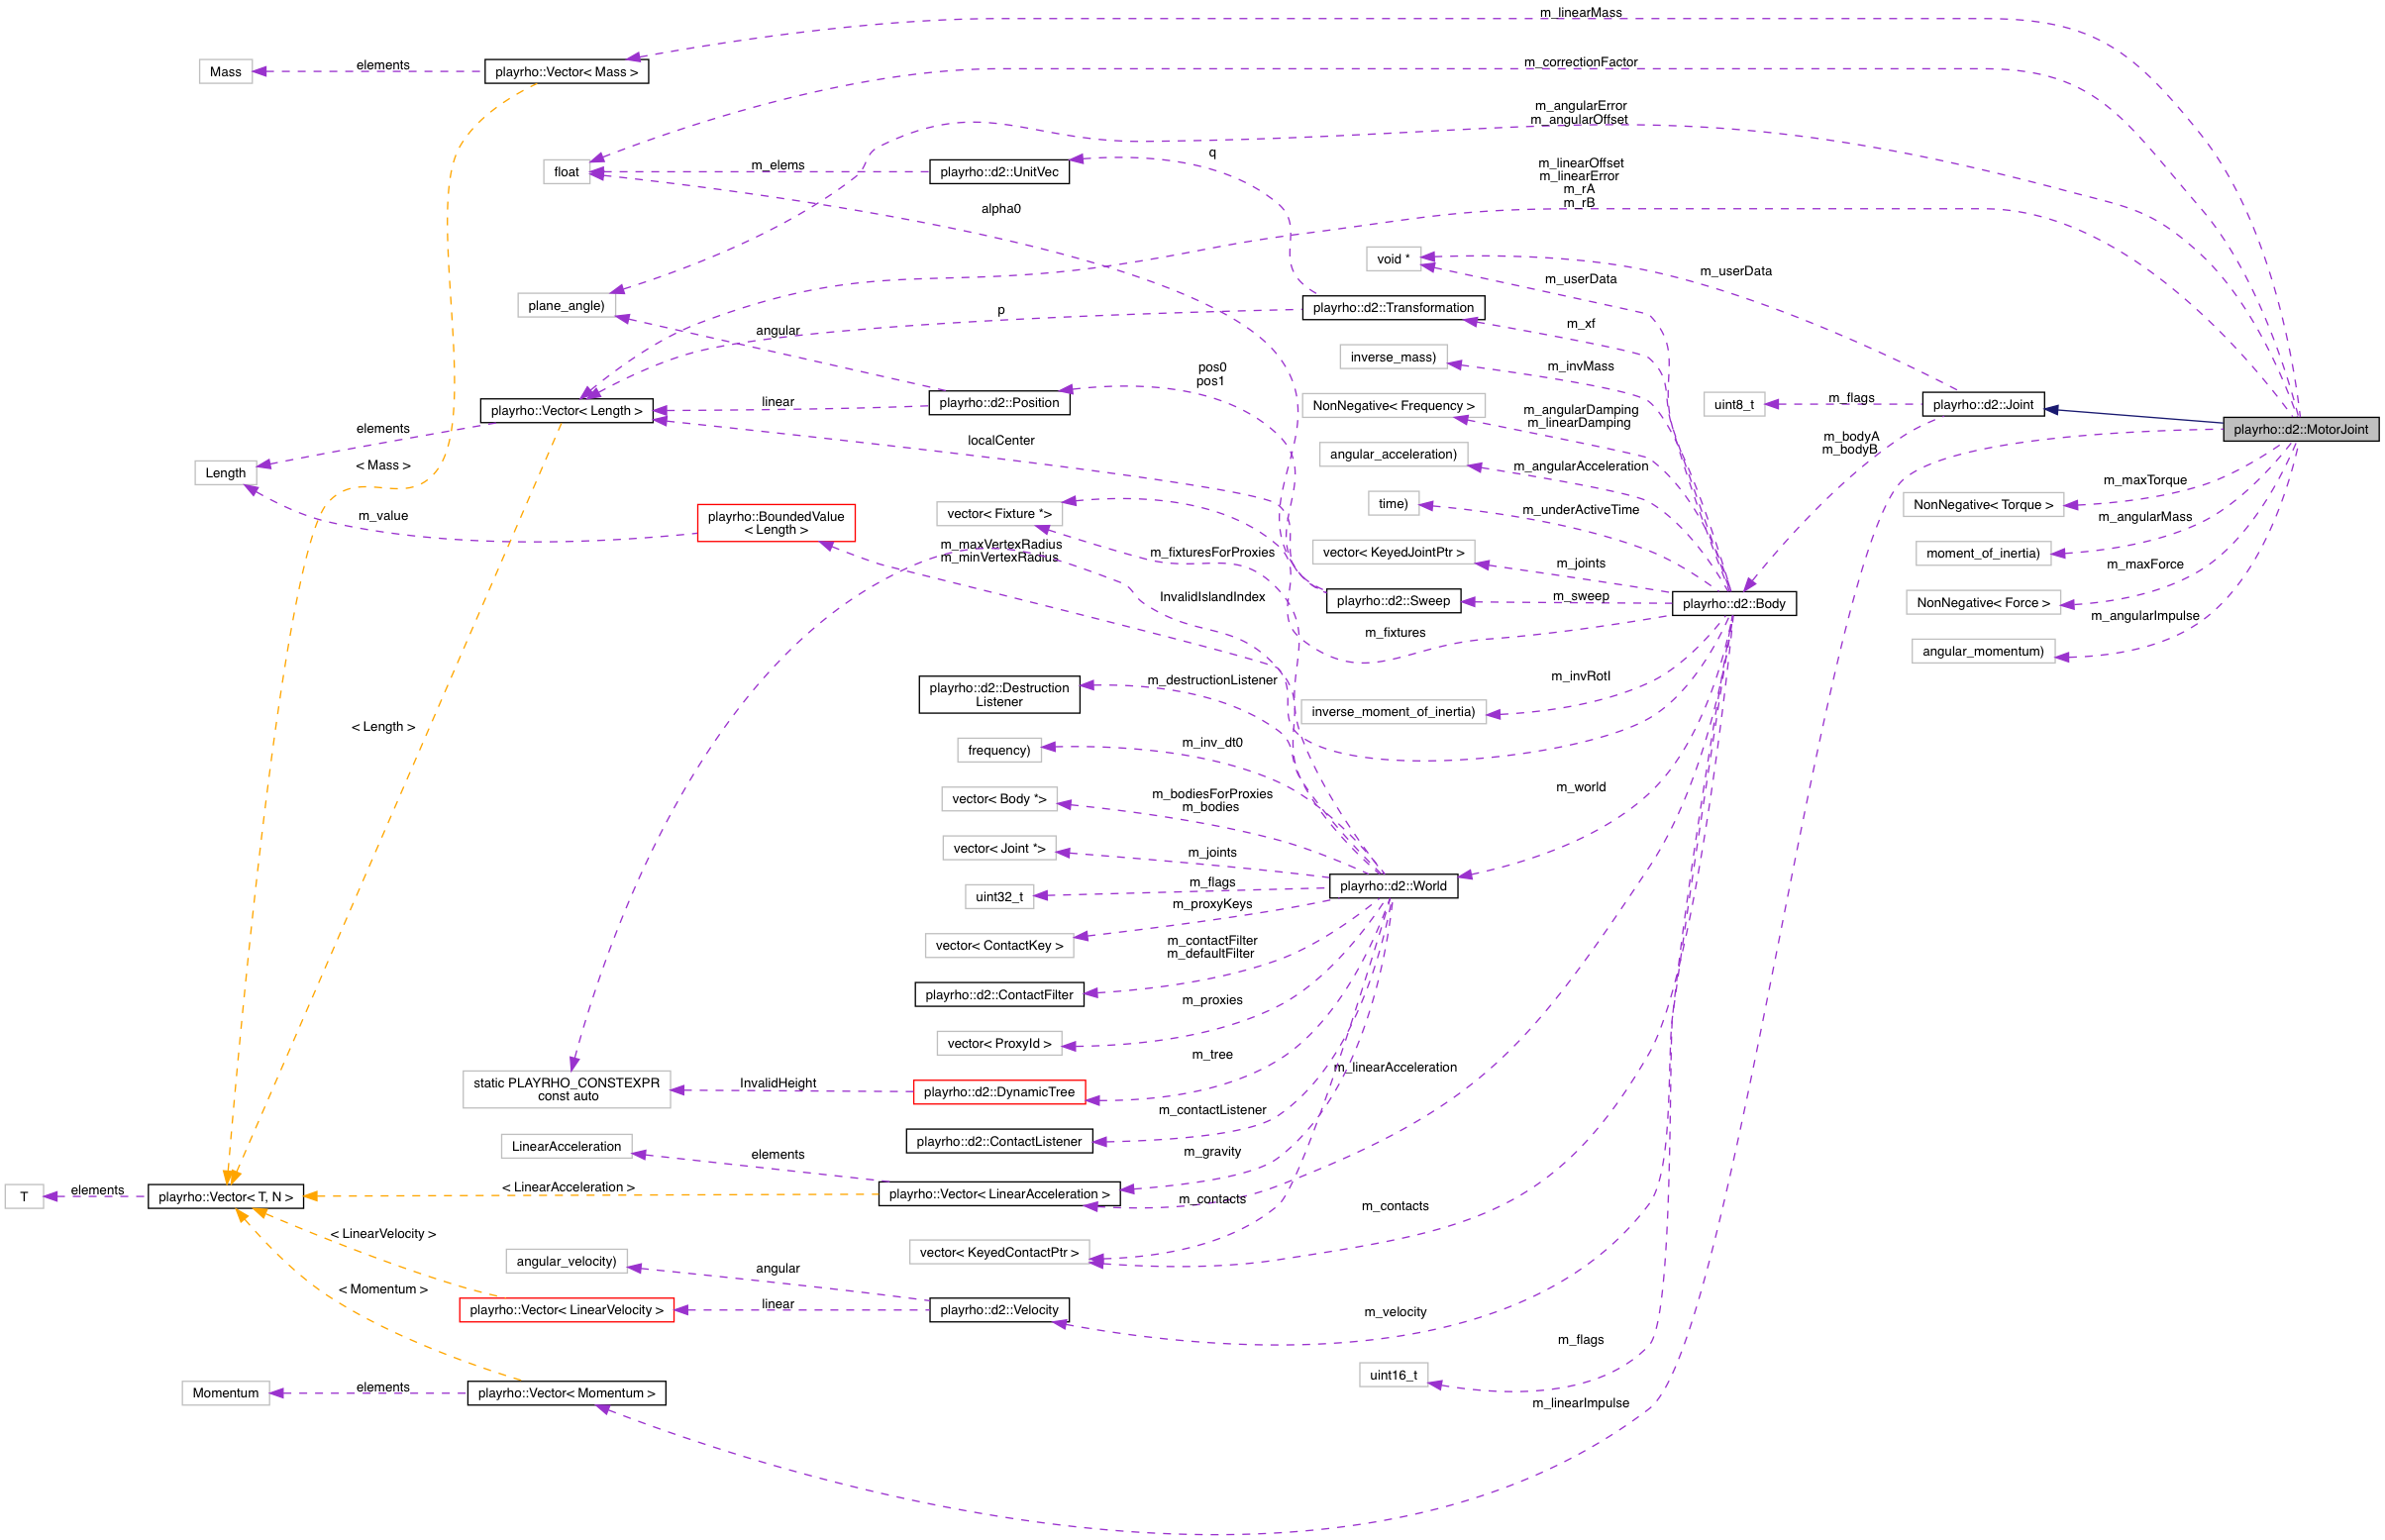 m_linearMass
Mass
elements
playrho::Vector< Mass >
m_correctionFactor
m_angularError
m_angularOffset
float
m_elems
playrho::d2::UnitVec
q
m_linearOffset
m_linearError
m_rA
m_rB
alpha0
void *
m_userData
m_userData
plane_angle)
angular
p
playrho::d2::Transformation
m_xf
inverse_mass)
m_invMass
pos0
pos1
playrho::Vector< Length >
linear
playrho::d2::Position
NonNegative< Frequency >
m_angularDamping
m_linearDamping
uint8_t
m_flags
playrho::d2::Joint
playrho::d2::MotorJoint
elements
localCenter
m_bodyA
m_bodyB
Length
< Mass >
angular_acceleration)
m_angularAcceleration
m_maxTorque
NonNegative< Torque >
m_value
playrho::BoundedValue
< Length >
vector< Fixture *>
time)
m_underActiveTime
m_angularMass
moment_of_inertia)
m_maxVertexRadius
m_minVertexRadius
m_fixturesForProxies
vector< KeyedJointPtr >
m_joints
m_maxForce
InvalidIslandIndex
playrho::d2::Sweep
m_sweep
playrho::d2::Body
NonNegative< Force >
m_angularImpulse
m_fixtures
angular_momentum)
playrho::d2::Destruction
Listener
m_destructionListener
m_invRotI
inverse_moment_of_inertia)
< Length >
frequency)
m_inv_dt0
vector< Body *>
m_bodiesForProxies
m_bodies
m_world
vector< Joint *>
m_joints
uint32_t
m_flags
playrho::d2::World
m_proxyKeys
vector< ContactKey >
m_contactFilter
m_defaultFilter
playrho::d2::ContactFilter
m_proxies
vector< ProxyId >
m_tree
m_linearAcceleration
static PLAYRHO_CONSTEXPR
const auto
InvalidHeight
playrho::d2::DynamicTree
m_contactListener
playrho::d2::ContactListener
LinearAcceleration
elements
m_gravity
T
elements
playrho::Vector< T, N >
< LinearAcceleration >
playrho::Vector< LinearAcceleration >
m_contacts
m_contacts
< LinearVelocity >
vector< KeyedContactPtr >
angular_velocity)
angular
< Momentum >
playrho::Vector< LinearVelocity >
linear
playrho::d2::Velocity
m_velocity
m_flags
uint16_t
Momentum
elements
playrho::Vector< Momentum >
m_linearImpulse